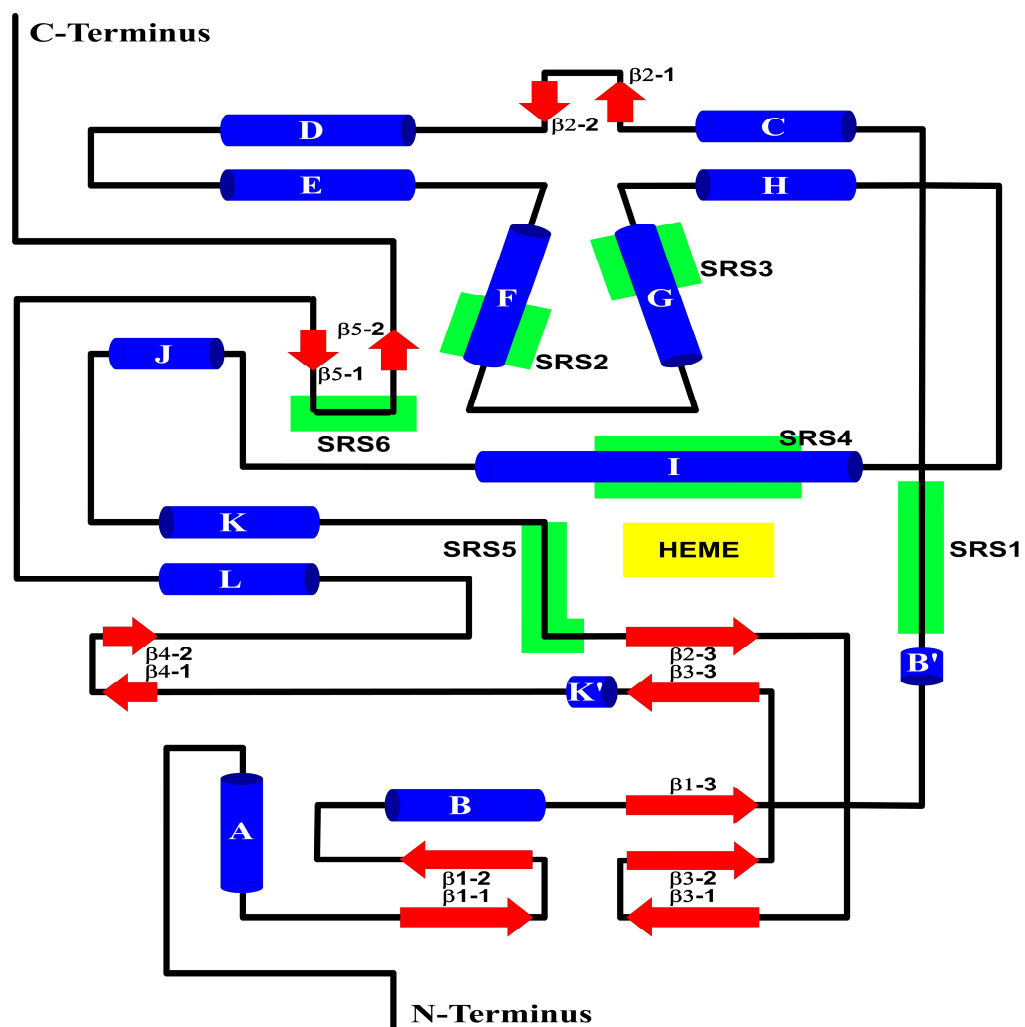 C-Terminus
β2-1
β2-2
D
C
E
H
SRS3
F
G
β5-2
J
SRS2
β5-1
SRS4
SRS6
I
K
SRS5
HEME
SRS1
L
β4-2
β2-3
B'
β4-1
β3-3
K'
β1-3
B
A
β1-2
β3-2
β1-1
β3-1
N-Terminus